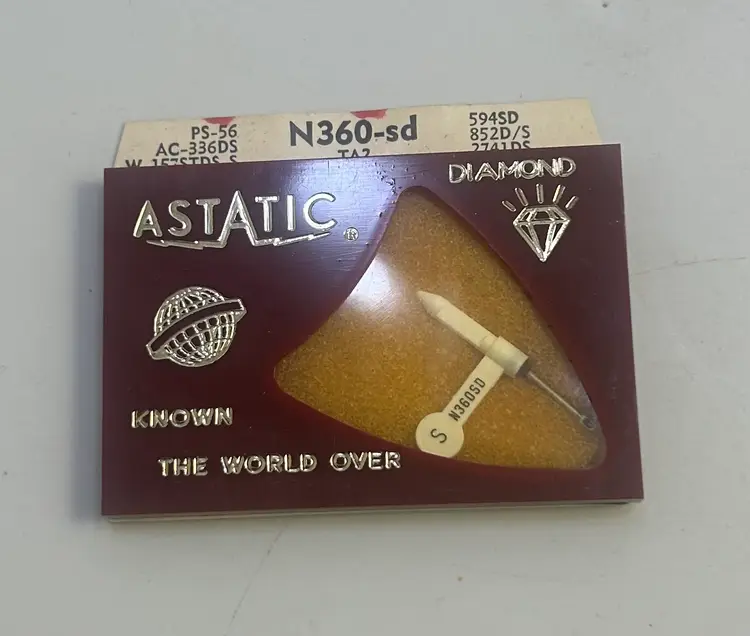 PS-56
AC-336DS
N360-sd
594SD
852D/S
DIAMOND
ASTATIC ®
KNOWN
THE WORLD OVER
S N360SD